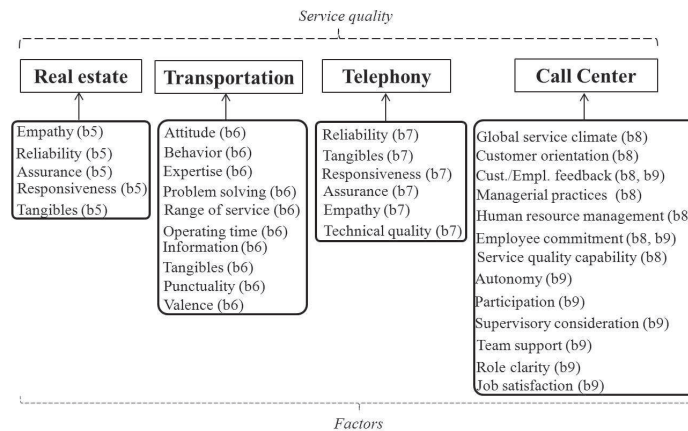 Service quality
Real estate
Empathy (b5)
Reliability (b5)
Assurance (b5)
Responsiveness (b5)
Tangibles (b5)
Transportation
Attitude (b6)
Behavior (b6)
Expertise (b6)
Problem solving (b6)
Range of service (b6)
Operating time (b6)
Information (b6)
Tangibles (b6)
Punctuality (b6)
Valence (b6)
Telephony
Reliability (b7)
Tangibles (b7)
Responsiveness (b7)
Assurance (b7)
Empathy (b7)
Technical quality (b7)
Call Center
Global service climate (b8)
Customer orientation (b8)
Cust./Empl. feedback (b8, b9)
Managerial practices (b8)
Human resource management (b8
Employee commitment (b8, b9)
Service quality capability (b8)
Autonomy (b9)
Participation (b9)
Supervisory consideration (b9)
Team support (b9)
Role clarity (b9)
Job satisfaction (b9)
Factors